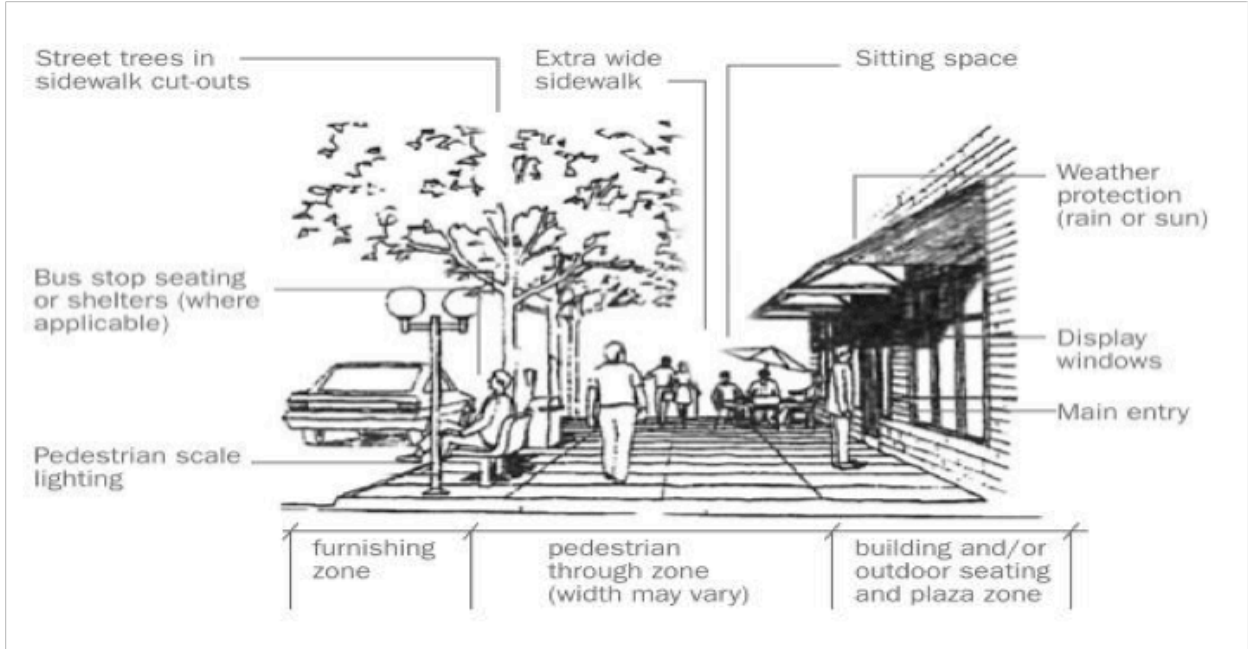 Street trees in
sidewalk cut-outs
Extra wide
sidewalk
Sitting space
Weather
protection
(rain or sun)
Bus stop seating
or shelters (where
applicable)
Display
windows
Main entry
Pedestrian scale
lighting
furnishing
zone
pedestrian
through zone
(width may vary)
building and/or
outdoor seating
and plaza zone